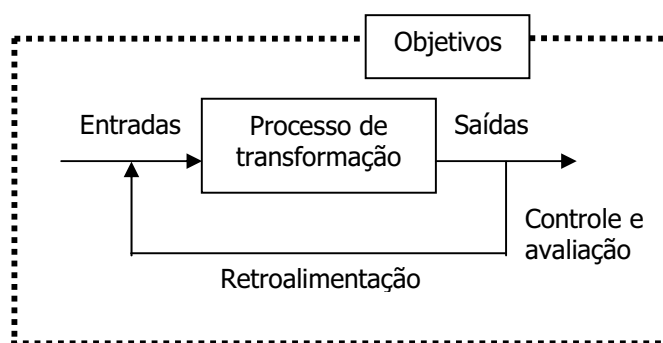 Objetivos
Entradas
Processo de
transformação
Saídas
Controle e
avaliação
Retroalimentação